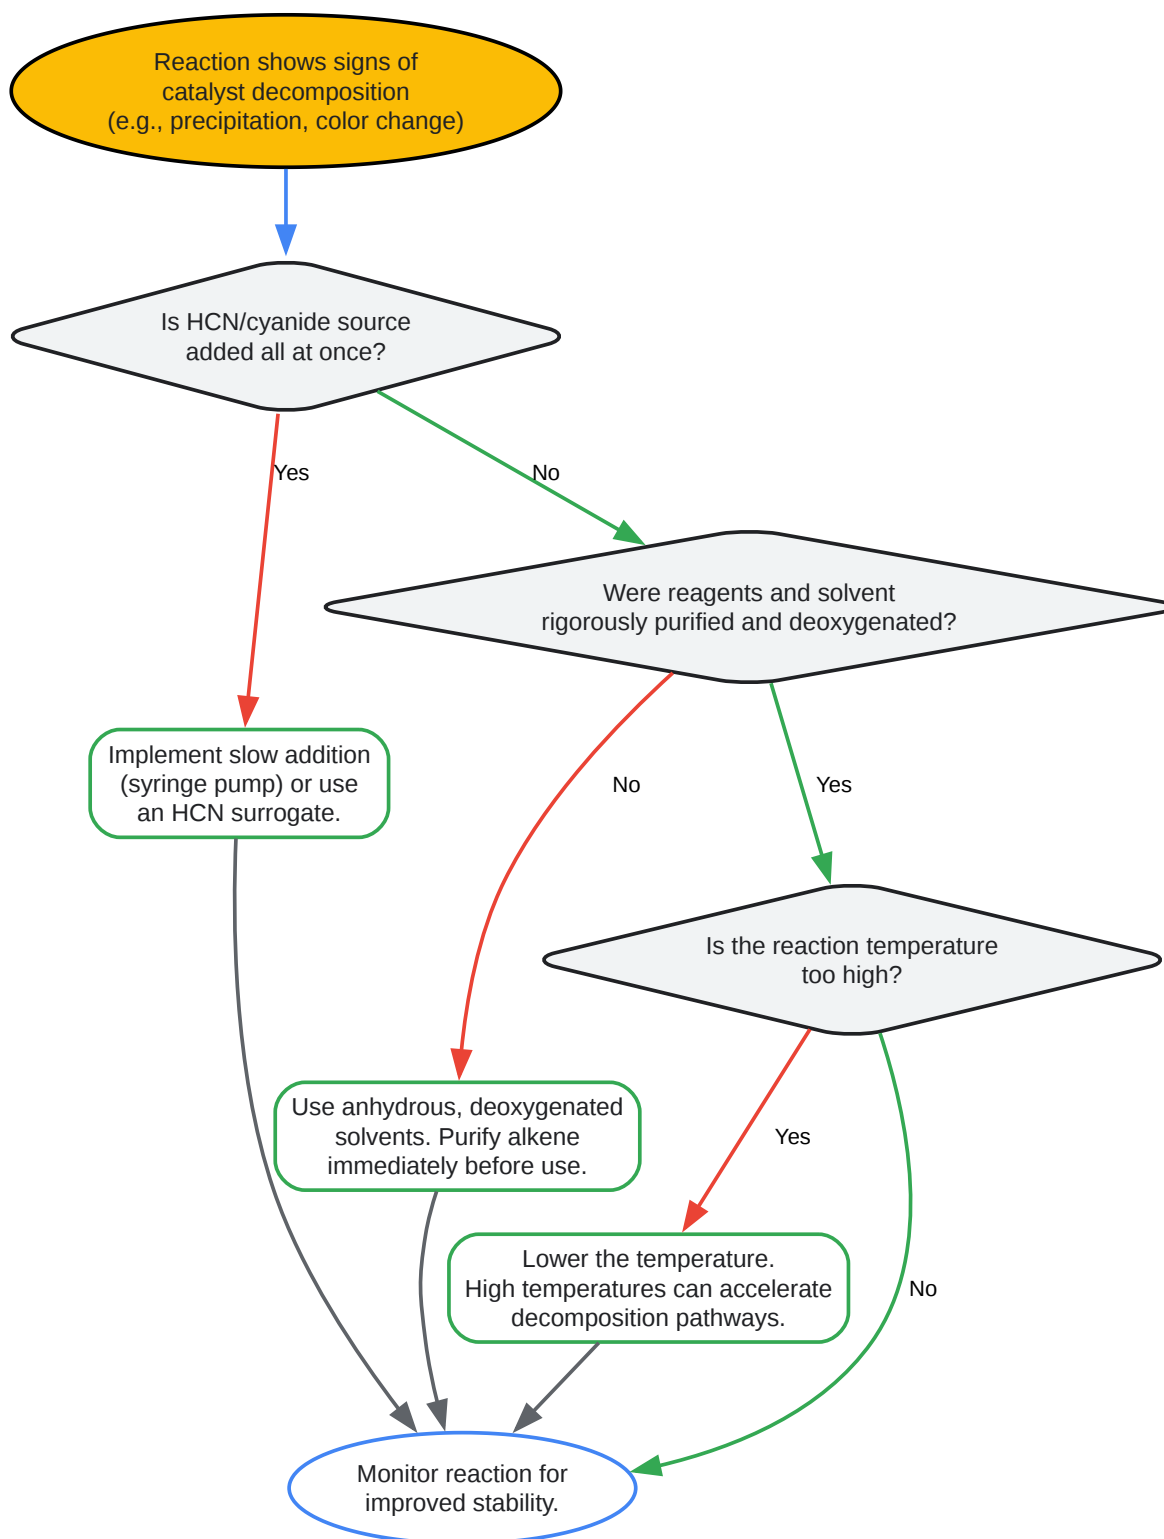 Reaction shows signs of
catalyst decomposition
(e.g., precipitation, color change)
Is HCN/cyanide source
added all at once?
Yes
No
Were reagents and solvent
rigorously purified and deoxygenated?
Implement slow addition
(syringe pump) or use
an HCN surrogate.
No
Yes
Is the reaction temperature
too high?
Use anhydrous, deoxygenated
solvents. Purify alkene
immediately before use.
Yes
Lower the temperature.
High temperatures can accelerate
decomposition pathways.
No
Monitor reaction for
improved stability.